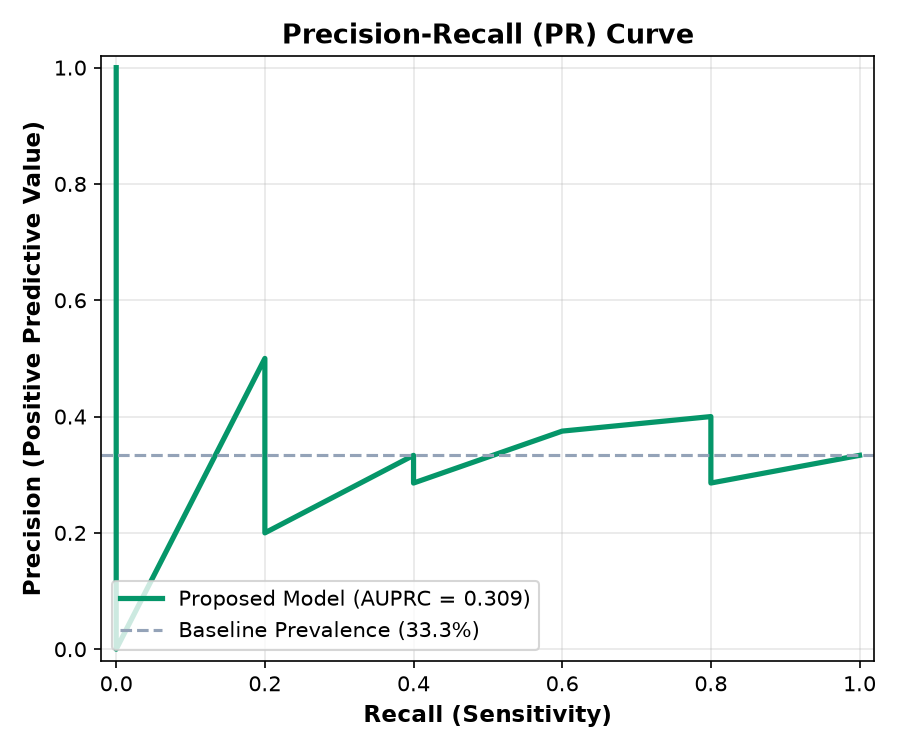 Precision-Recall (PR) Curve
Precision (Positive Predictive Value)
1.0
0.8
0.6
0.4
0.2
0.0
Proposed Model (AUPRC = 0.309)
Baseline Prevalence (33.3%)
0.0 0.2 0.4 0.6 0.8 1.0
Recall (Sensitivity)